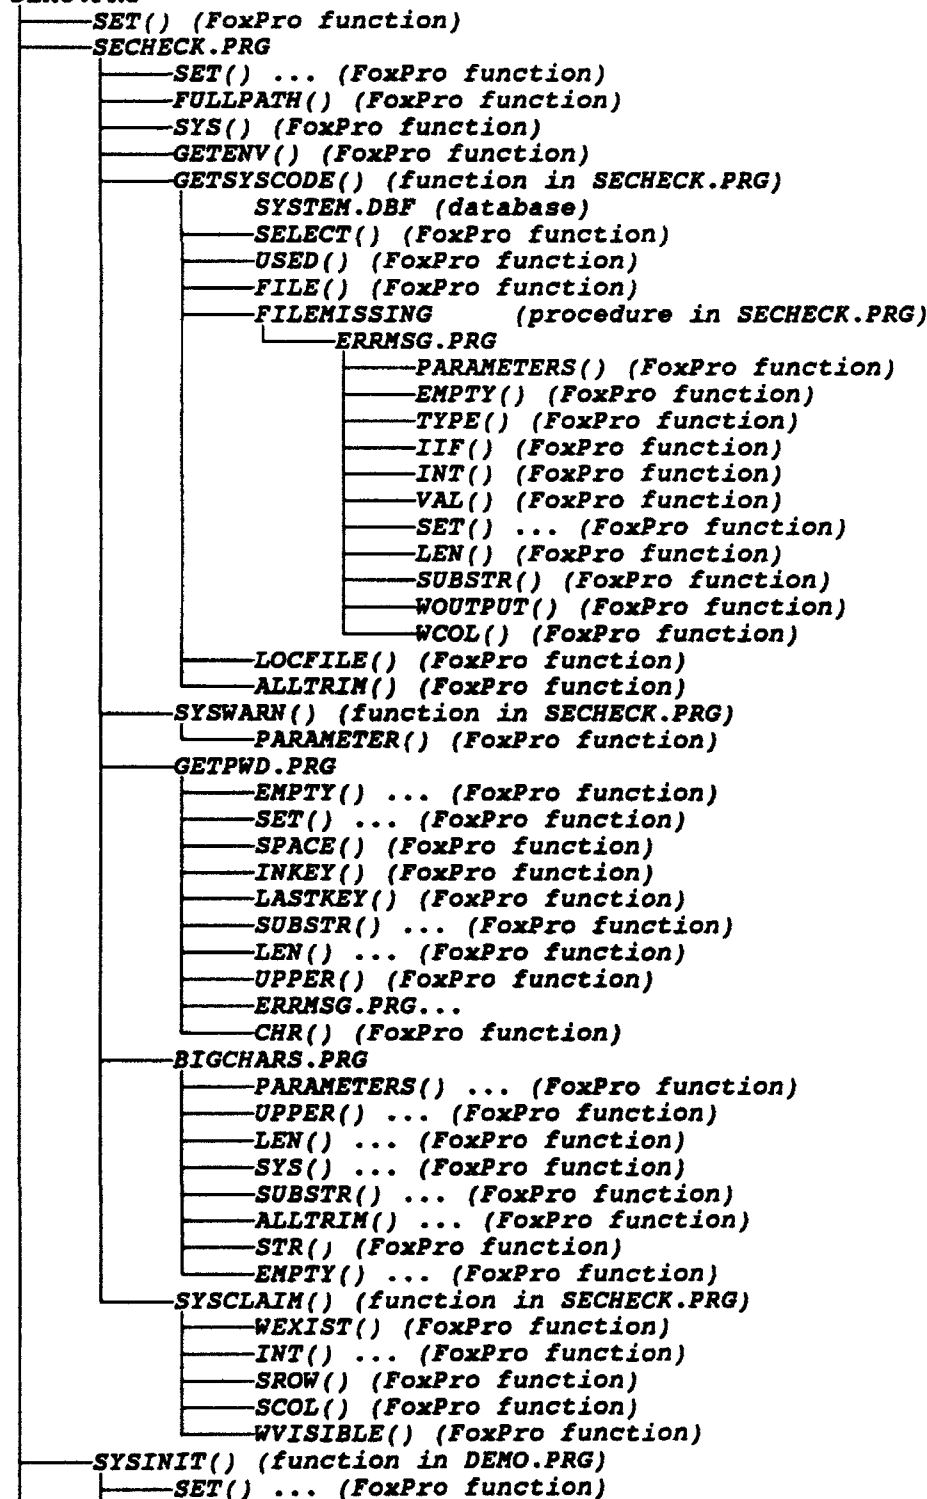 SET() (FoxPro function)
SECHECK.PRG
SET() ... (FoxPro function)
FULLPATH() (FoxPro function)
SYS() (FoxPro function)
GETENV() (FoxPro function)
GETSYSCODE() (function in SECHECK.PRG)
SYSTEM.DBF (database)
SELECT() (FoxPro function)
USED() (FoxPro function)
FILE() (FoxPro function)
FILEMISSING (procedure in SECHECK.PRG)
ERRMSG.PRG
PARAMETERS() (FoxPro function)
EMPTY() (FoxPro function)
TYPE() (FoxPro function)
IIF() (FoxPro function)
INT() (FoxPro function)
VAL() (FoxPro function)
SET() ... (FoxPro function)
LEN() (FoxPro function)
SUBSTR() (FoxPro function)
WOUTPUT() (FoxPro function)
WCOL() (FoxPro function)
LOCFILE() (FoxPro function)
ALLTRIM() (FoxPro function)
SYSWARN() (function in SECHECK.PRG)
PARAMETER() (FoxPro function)
GETPWD.PRG
EMPTY() ... (FoxPro function)
SET() ... (FoxPro function)
SPACE() (FoxPro function)
INKEY() (FoxPro function)
LASTKEY() (FoxPro function)
SUBSTR() ... (FoxPro function)
LEN() ... (FoxPro function)
UPPER() (FoxPro function)
ERRMSG.PRG...
CHR() (FoxPro function)
BIGCHARS.PRG
PARAMETERS() ... (FoxPro function)
UPPER() ... (FoxPro function)
LEN() ... (FoxPro function)
SYS() ... (FoxPro function)
SUBSTR() ... (FoxPro function)
ALLTRIM() ... (FoxPro function)
STR() (FoxPro function)
EMPTY() ... (FoxPro function)
SYSCLAIM() (function in SECHECK.PRG)
WEXIST() (FoxPro function)
INT() ... (FoxPro function)
SROW() (FoxPro function)
SCOL() (FoxPro function)
WVISIBLE() (FoxPro function)
SYSINIT() (function in DEMO.PRG)
SET() ... (FoxPro function)